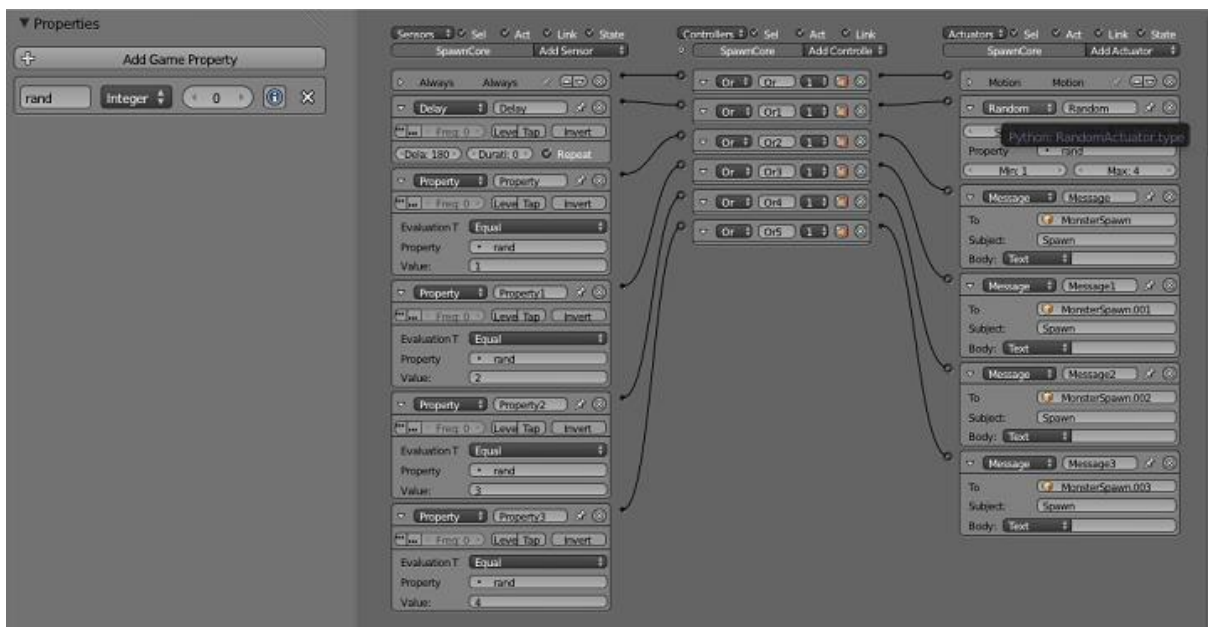 Properties
Add Game Property
rand Integer 0
Sensors Sel Act Link State
SpawnCore Add Sensor
Always Always
Delay Delay
Freq: 0 Level Tap Invert
Dela: 180 Durati: 0 Repeat
Property Property
Freq: 0 Level Tap Invert
Evaluation T Equal
Property rand
Value: 1
Property Property1
Freq: 0 Level Tap Invert
Evaluation T Equal
Property rand
Value: 2
Property Property2
Freq: 0 Level Tap Invert
Evaluation T Equal
Property rand
Value: 3
Property Property3
Freq: 0 Level Tap Invert
Evaluation T Equal
Property rand
Value: 4
Controllers Sel Act Link
SpawnCore Add Controlle
Or Or 1
Or Or1 1
Or Or2 1
Or Or3 1
Or Or4 1
Or Or5 1
Actuators Sel Act Link State
SpawnCore Add Actuator
Motion Motion
Random Random
Python: RandomActuator.type
Property rand
Min: 1 Max: 4
Message Message
To MonsterSpawn
Subject: Spawn
Body: Text
Message Message1
To MonsterSpawn.001
Subject: Spawn
Body: Text
Message Message2
To MonsterSpawn.002
Subject: Spawn
Body: Text
Message Message3
To MonsterSpawn.003
Subject: Spawn
Body: Text